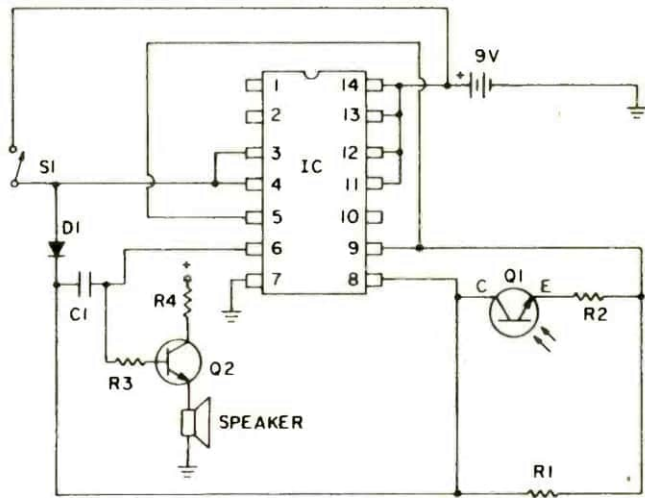 9V
+
1 14
2 13
3 12
IC
4 11
S1
5 10
D1
6 9
+
Q1
7 8
C E
R4
C1
R2
Q2
R3
SPEAKER
R1